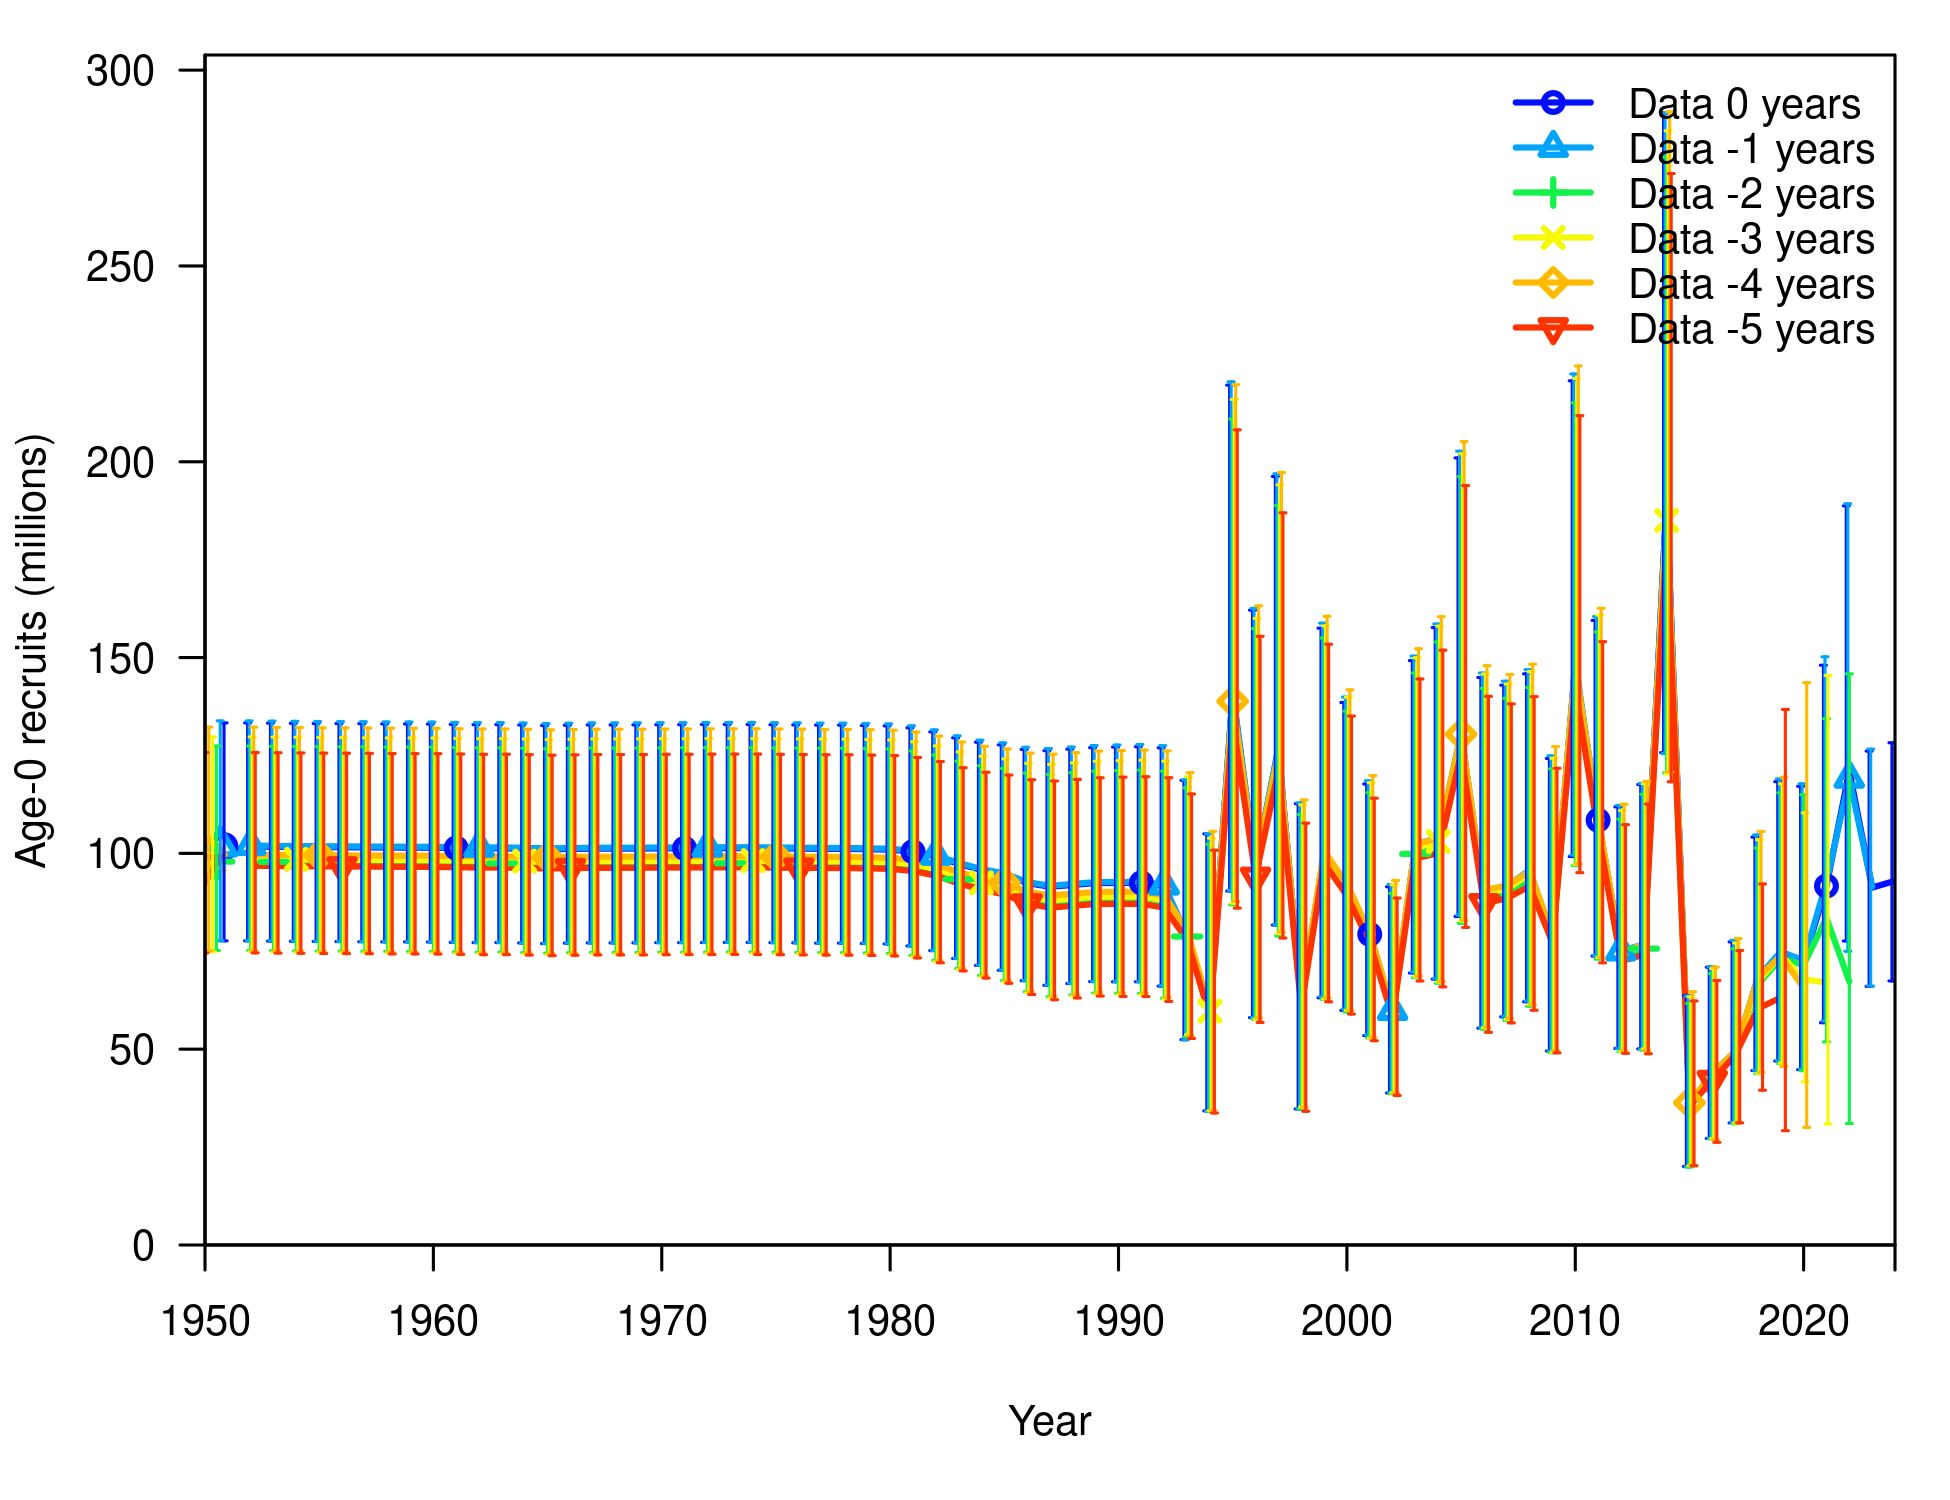 300
250
200
150
100
50
0
Age-0 recruits (millions)
Data 0 years
Data -1 years
Data -2 years
Data -3 years
Data -4 years
Data -5 years
1950 1960 1970 1980 1990 2000 2010 2020
Year